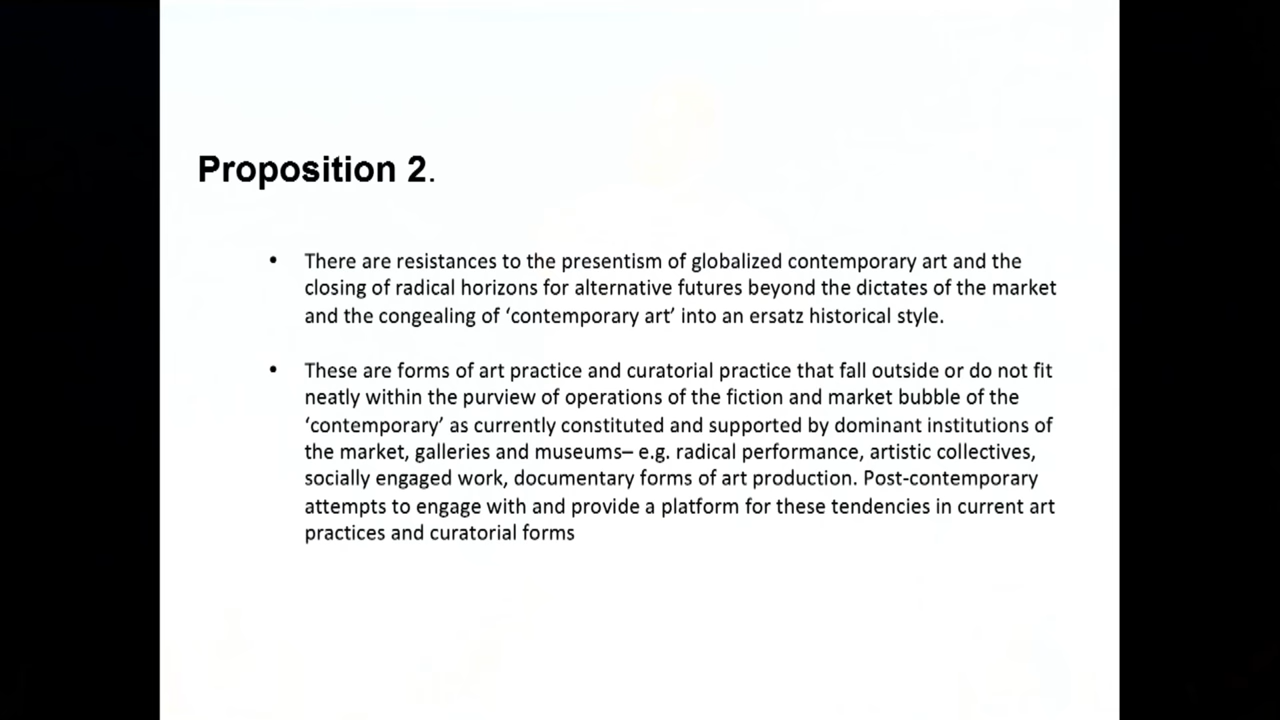 Proposition 2.
• There are resistances to the presentism of globalized contemporary art and the
closing of radical horizons for alternative futures beyond the dictates of the market
and the congealing of ‘contemporary art’ into an ersatz historical style.
• These are forms of art practice and curatorial practice that fall outside or do not fit
neatly within the purview of operations of the fiction and market bubble of the
‘contemporary’ as currently constituted and supported by dominant institutions of
the market, galleries and museums– e.g. radical performance, artistic collectives,
socially engaged work, documentary forms of art production. Post-contemporary
attempts to engage with and provide a platform for these tendencies in current art
practices and curatorial forms